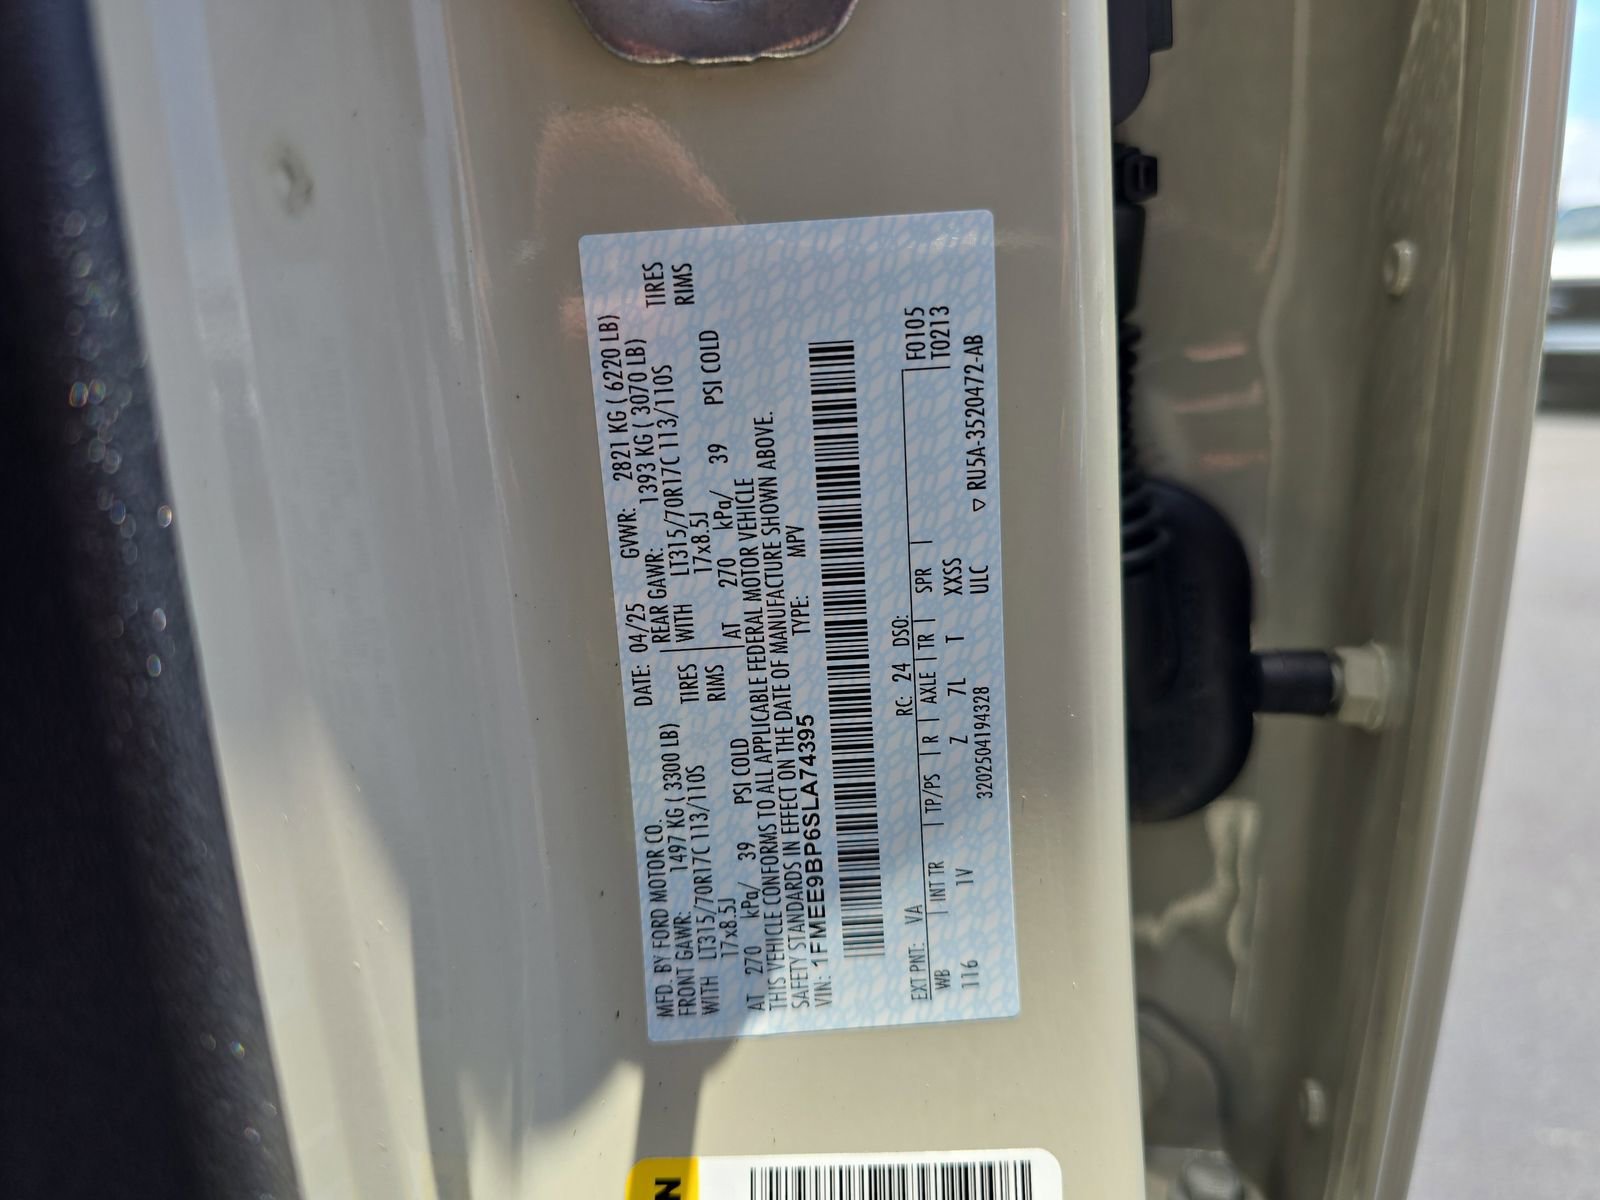 MFD. BY FORD MOTOR CO. DATE: 04/25 GVWR: 2821 KG ( 6220 LB)
FRONT GAWR: 1497 KG ( 3300 LB) REAR GAWR: 1393 KG ( 3070 LB)
WITH LT315/70R17C 113/110S TIRES WITH LT315/70R17C 113/110S TIRES
17x8.5J RIMS 17x8.5J RIMS
AT 270 kPa/ 39 PSI COLD AT 270 kPa/ 39 PSI COLD
THIS VEHICLE CONFORMS TO ALL APPLICABLE FEDERAL MOTOR VEHICLE
SAFETY STANDARDS IN EFFECT ON THE DATE OF MANUFACTURE SHOWN ABOVE.
VIN: 1FMEE9BP6SLA74395 TYPE: MPV
EXT PNT: VA RC: 24 DSO: F0105
WB INT TR TP/PS R AXLE TR SPR T0213
116 1V Z 7L T XXSS
3202504194328 ULC ▽ RU5A-3520472-AB
N